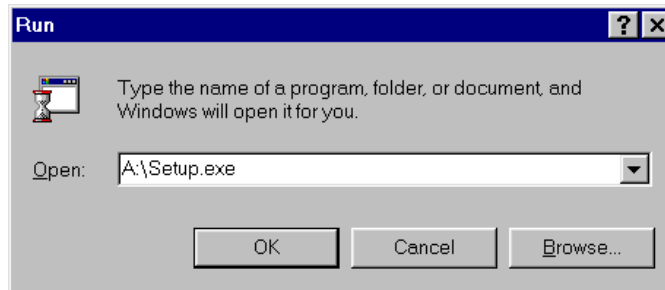 Run
Type the name of a program, folder, or document, and
Windows will open it for you.
Open: A:\Setup.exe
OK Cancel Browse...